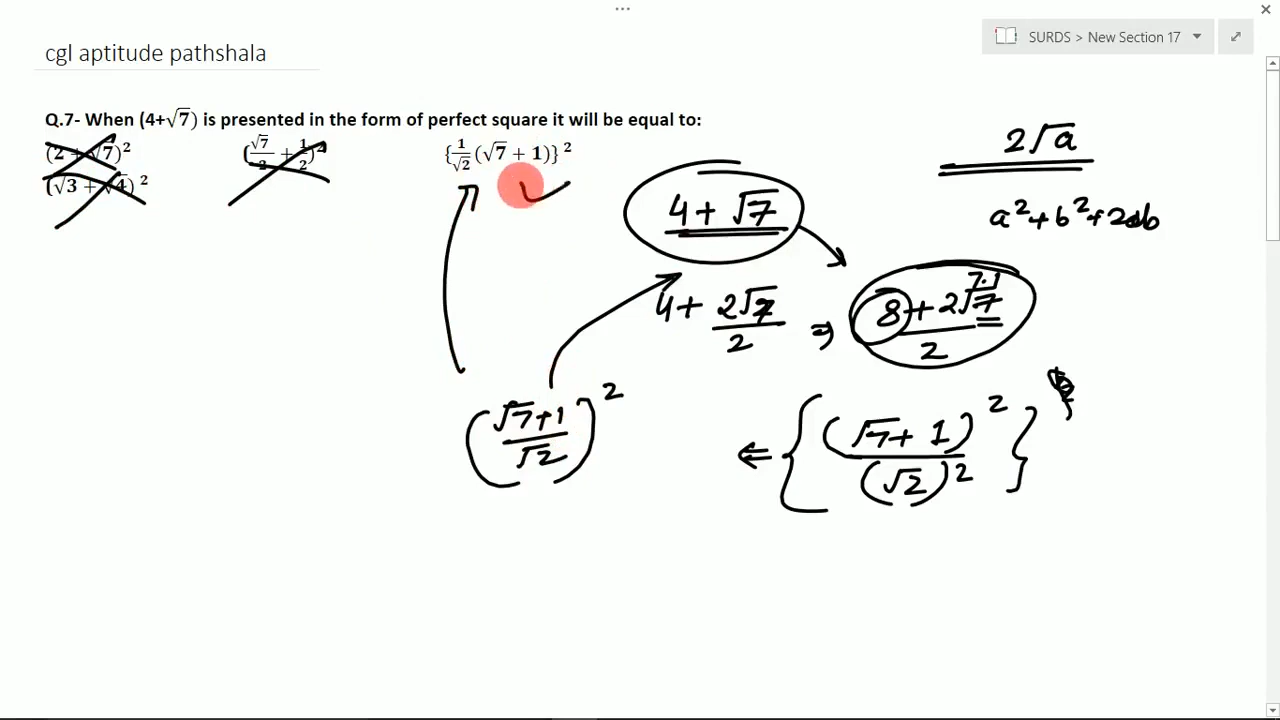 ...
cgl aptitude pathshala
SURDS > New Section 17
Q.7- When (4+√7) is presented in the form of perfect square it will be equal to:
(2 + √7)² (√7/2 + 1/2)² {1/√2(√7 + 1)}²
(√3 + √4)²
2√a
4 + √7
a² + b² + 2ab
4 + 2√7/2 ⇒ 8 + 2√7/2
7.1
((√7+1)/√2)² ⇐ {(√7+1)²/(√2)²}